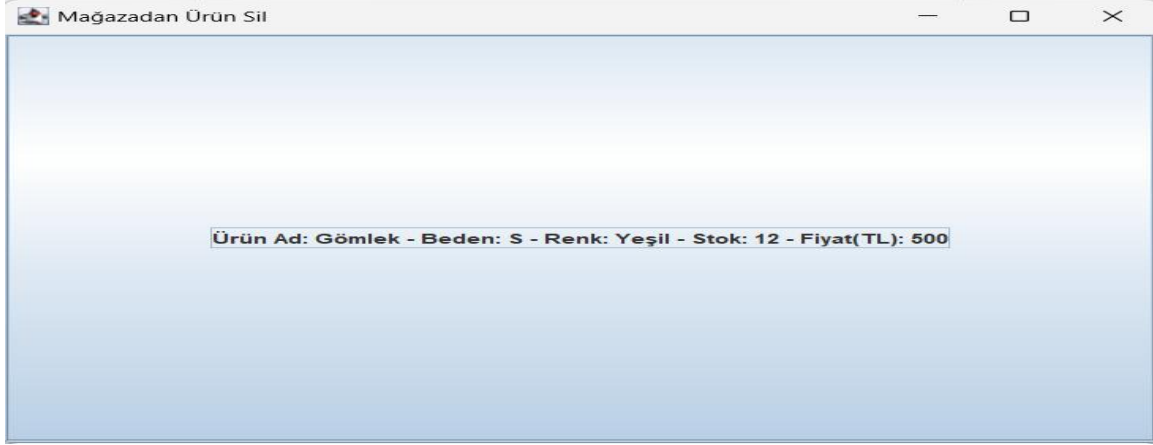 Mağazadan Ürün Sil
Ürün Ad: Gömlek - Beden: S - Renk: Yeşil - Stok: 12 - Fiyat(TL): 500